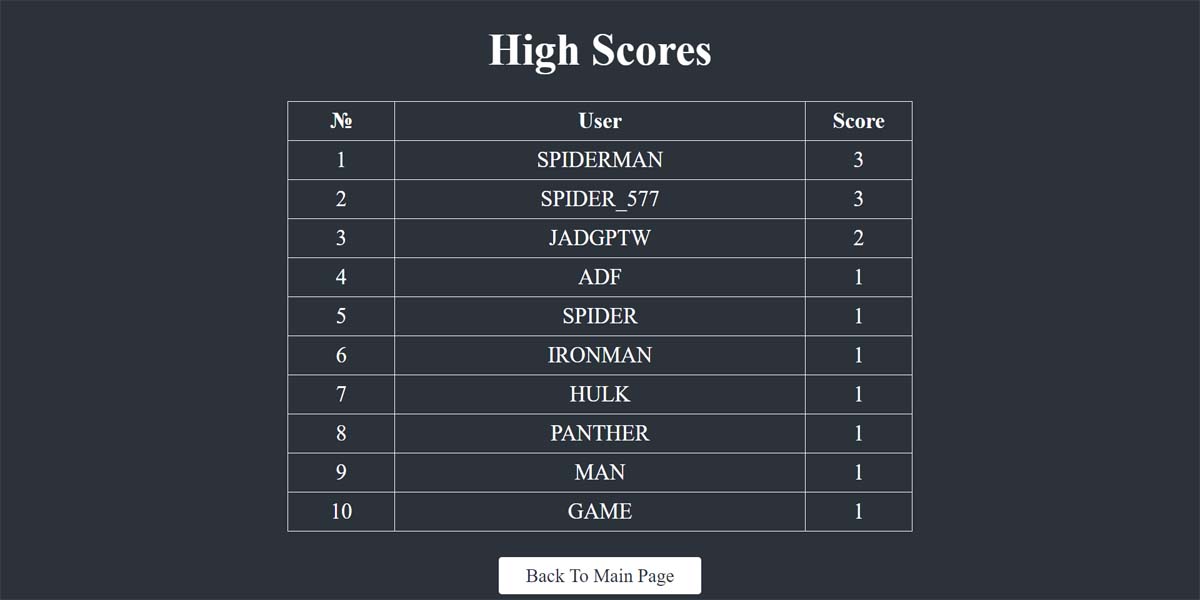 High Scores
№ User Score
1 SPIDERMAN 3
2 SPIDER_577 3
3 JADGPTW 2
4 ADF 1
5 SPIDER 1
6 IRONMAN 1
7 HULK 1
8 PANTHER 1
9 MAN 1
10 GAME 1
Back To Main Page